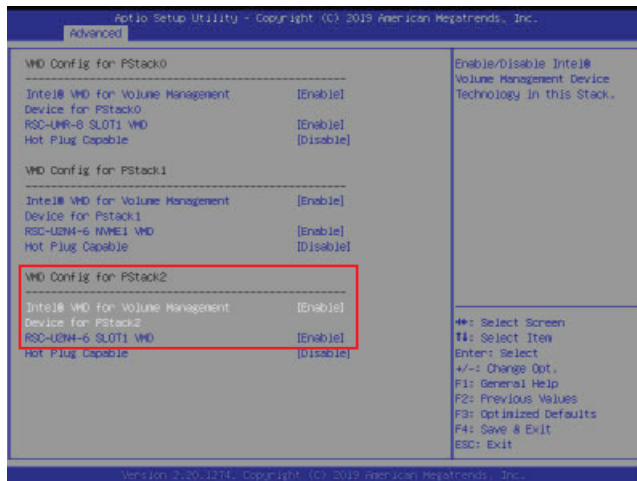 Aptio Setup Utility - Copyright (C) 2019 American Megatrends, Inc.
Advanced
VMD Config for PStack0
Intel® VMD for Volume Management [Enable]
Device for PStack0
RSC-UMR-8 SLOT1 VMD [Enable]
Hot Plug Capable [Disable]
VMD Config for PStack1
Intel® VMD for Volume Management [Enable]
Device for Pstack1
RSC-U2N4-6 NVME1 VMD [Enable]
Hot Plug Capable [Disable]
VMD Config for PStack2
Intel® VMD for Volume Management [Enable]
Device for PStack2
RSC-U2N4-6 SLOT1 VMD [Enable]
Hot Plug Capable [Disable]
Enable/Disable Intel®
Volume Management Device
Technology in this Stack.
↔: Select Screen
↑↓: Select Item
Enter: Select
+/-: Change Opt.
F1: General Help
F2: Previous Values
F3: Optimized Defaults
F4: Save & Exit
ESC: Exit
Version 2.20.1274. Copyright (C) 2019 American Megatrends, Inc.